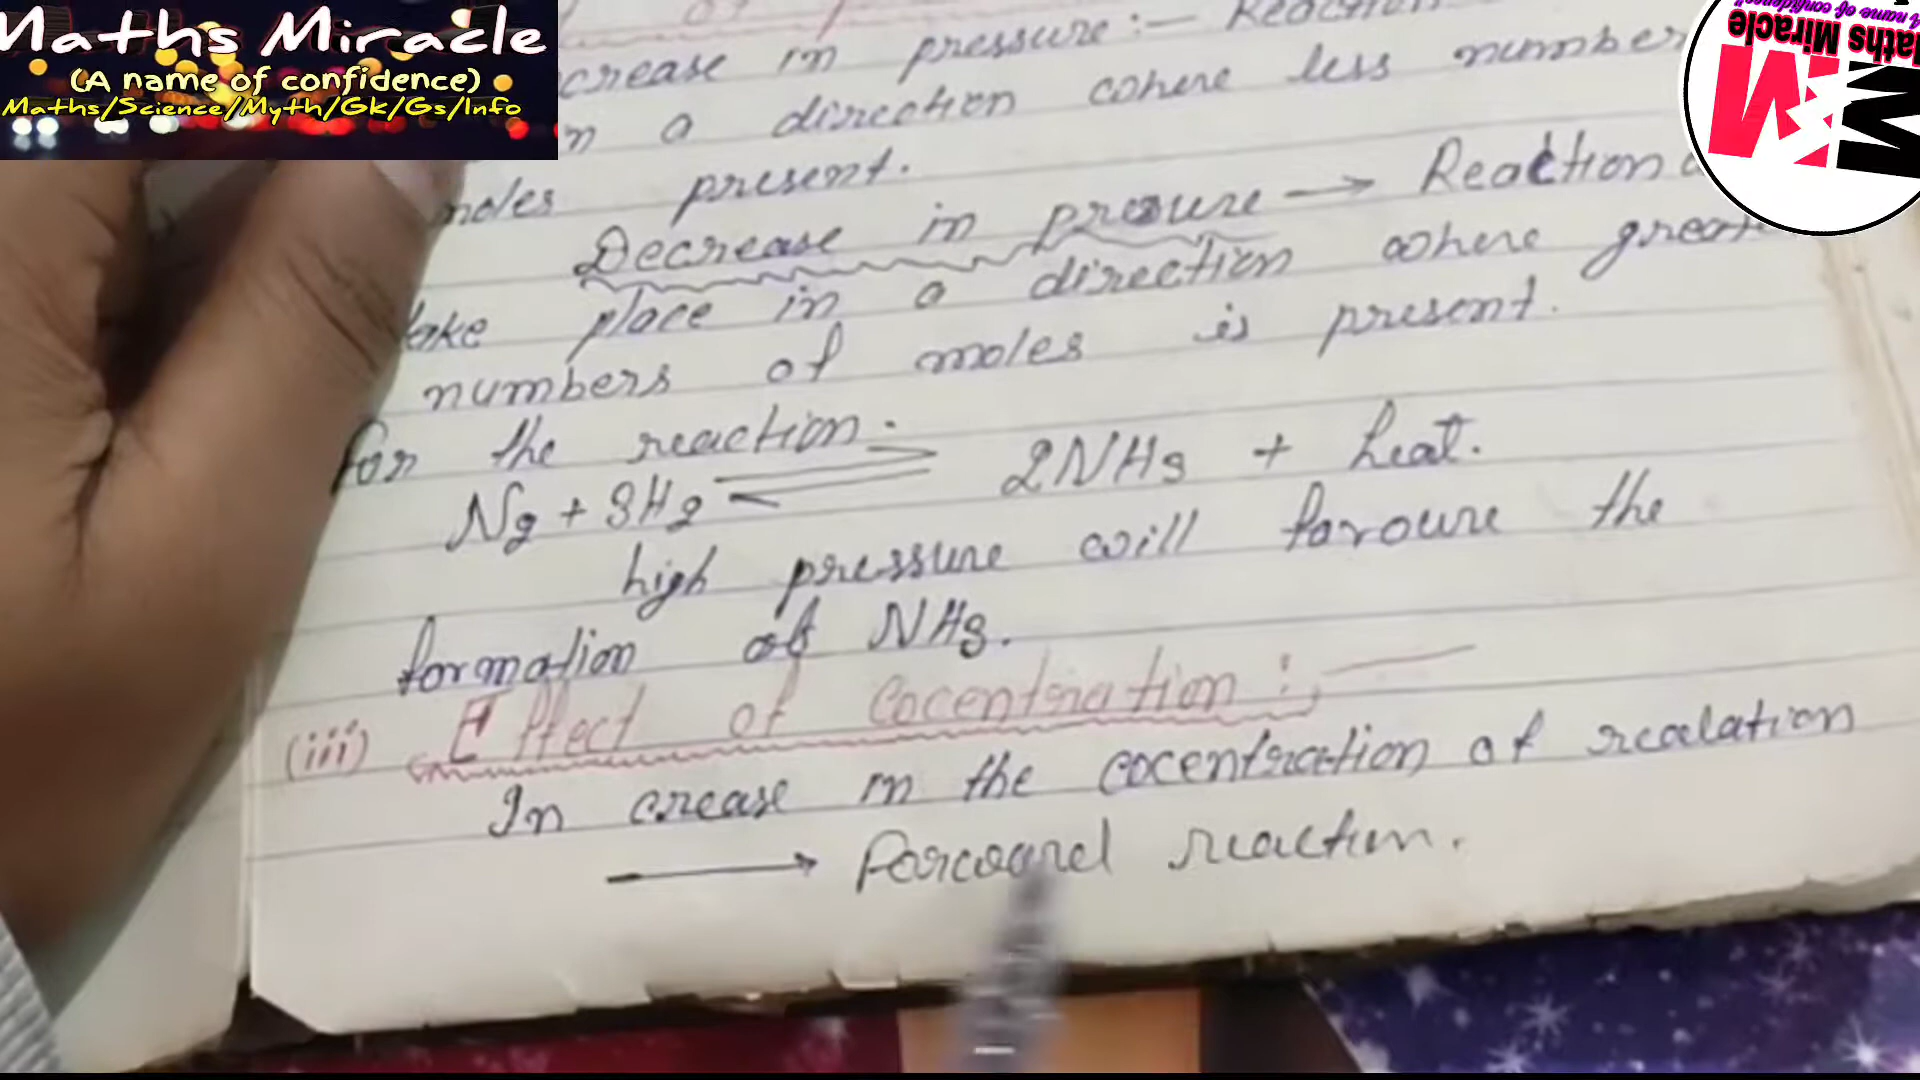 Maths Miracle
(A name of confidence)
Maths/Science/Myth/Gk/Gs/Info
Maths Miracle
crease in pressure:- Reaction
in a direction where less number
moles present.
Decrease in pressure → Reaction
take place in a direction where greate
numbers of moles is present.
for the reaction.
N2 + 3H2 ⇌ 2NH3 + heat.
high pressure will favoure the
formation of NH3.
(iii) Effect of cocentration :-
In crease in the cocentration of
→ Forward reaction.